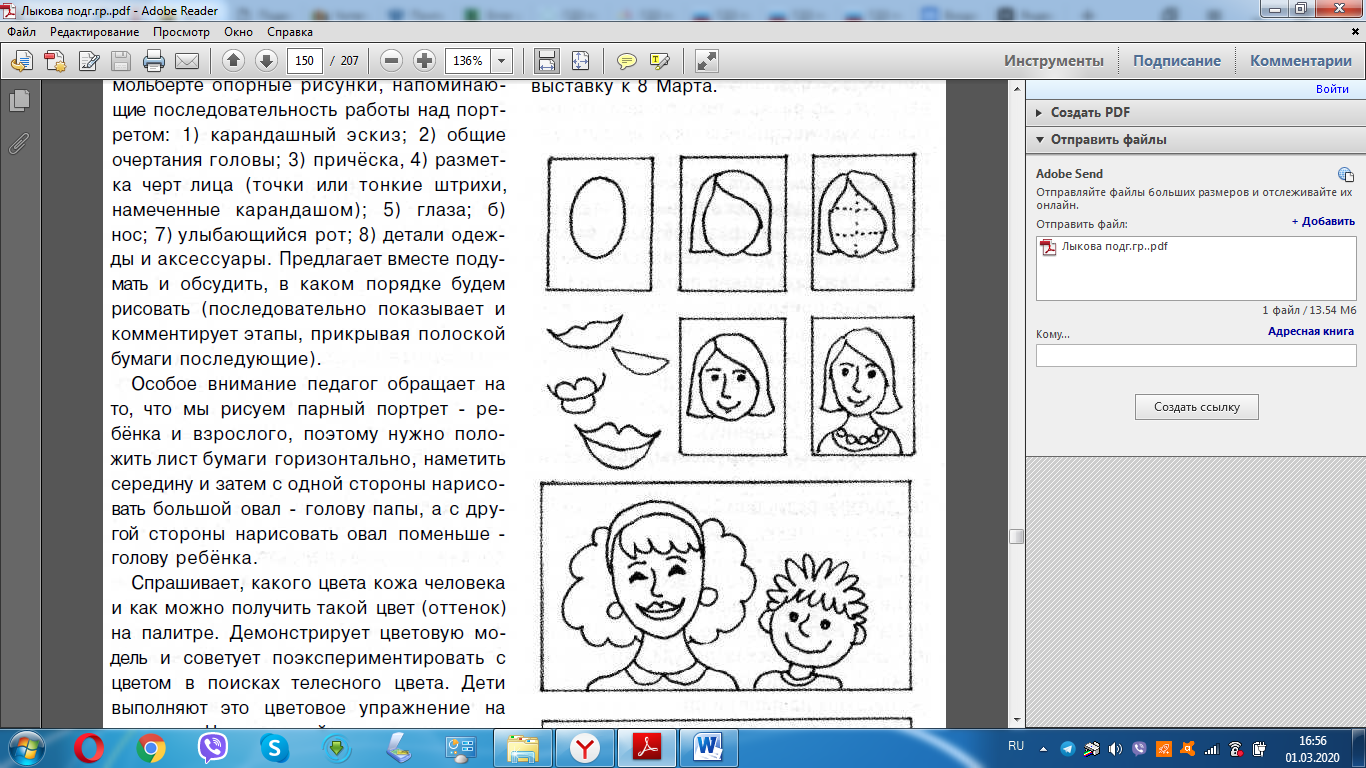 Лыкова подг.гр..pdf - Adobe Reader
Файл Редактирование Просмотр Окно Справка
150 / 207
136%
Инструменты Подписание Комментарии
мольберте опорные рисунки, напоминаю-
щие последовательность работы над порт-
ретом: 1) карандашный эскиз; 2) общие
очертания головы; 3) причёска, 4) размет-
ка черт лица (точки или тонкие штрихи,
намеченные карандашом); 5) глаза; б)
нос; 7) улыбающийся рот; 8) детали одеж-
ды и аксессуары. Предлагает вместе поду-
мать и обсудить, в каком порядке будем
рисовать (последовательно показывает и
комментирует этапы, прикрывая полоской
бумаги последующие).
Особое внимание педагог обращает на
то, что мы рисуем парный портрет - ре-
бёнка и взрослого, поэтому нужно поло-
жить лист бумаги горизонтально, наметить
середину и затем с одной стороны нарисо-
вать большой овал - голову папы, а с дру-
гой стороны нарисовать овал поменьше -
голову ребёнка.
Спрашивает, какого цвета кожа человека
и как можно получить такой цвет (оттенок)
на палитре. Демонстрирует цветовую мо-
дель и советует поэкспериментировать с
цветом в поисках телесного цвета. Дети
выполняют это цветовое упражнение на
выставку к 8 Марта.
Войти
Создать PDF
Отправить файлы
Adobe Send
Отправляйте файлы больших размеров и отслеживайте их
онлайн.
Отправить файл:
+ Добавить
Лыкова подг.гр..pdf
1 файл / 13.54 Мб
Кому...
Адресная книга
Создать ссылку
RU
16:56
01.03.2020